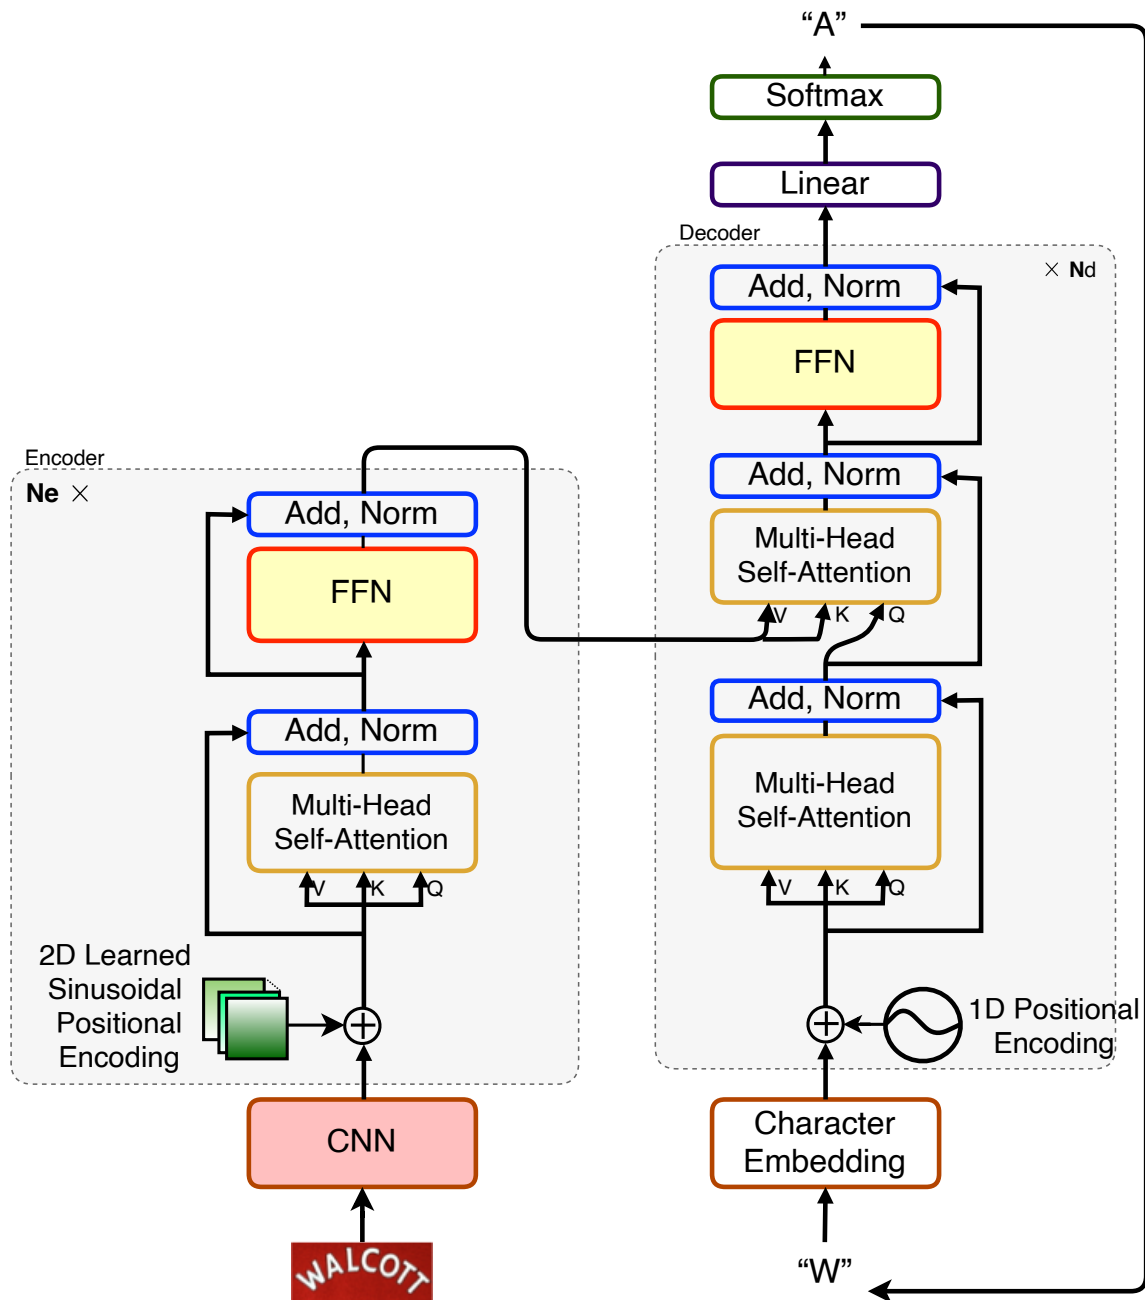 “A”
Softmax
Linear
Decoder
× Nd
Add, Norm
FFN
Add, Norm
Multi-Head
Self-Attention
V K Q
Add, Norm
Multi-Head
Self-Attention
V K Q
1D Positional
Encoding
Character
Embedding
“W”
Encoder
Ne ×
Add, Norm
FFN
Add, Norm
Multi-Head
Self-Attention
V K Q
2D Learned
Sinusoidal
Positional
Encoding
CNN
WALCOTT